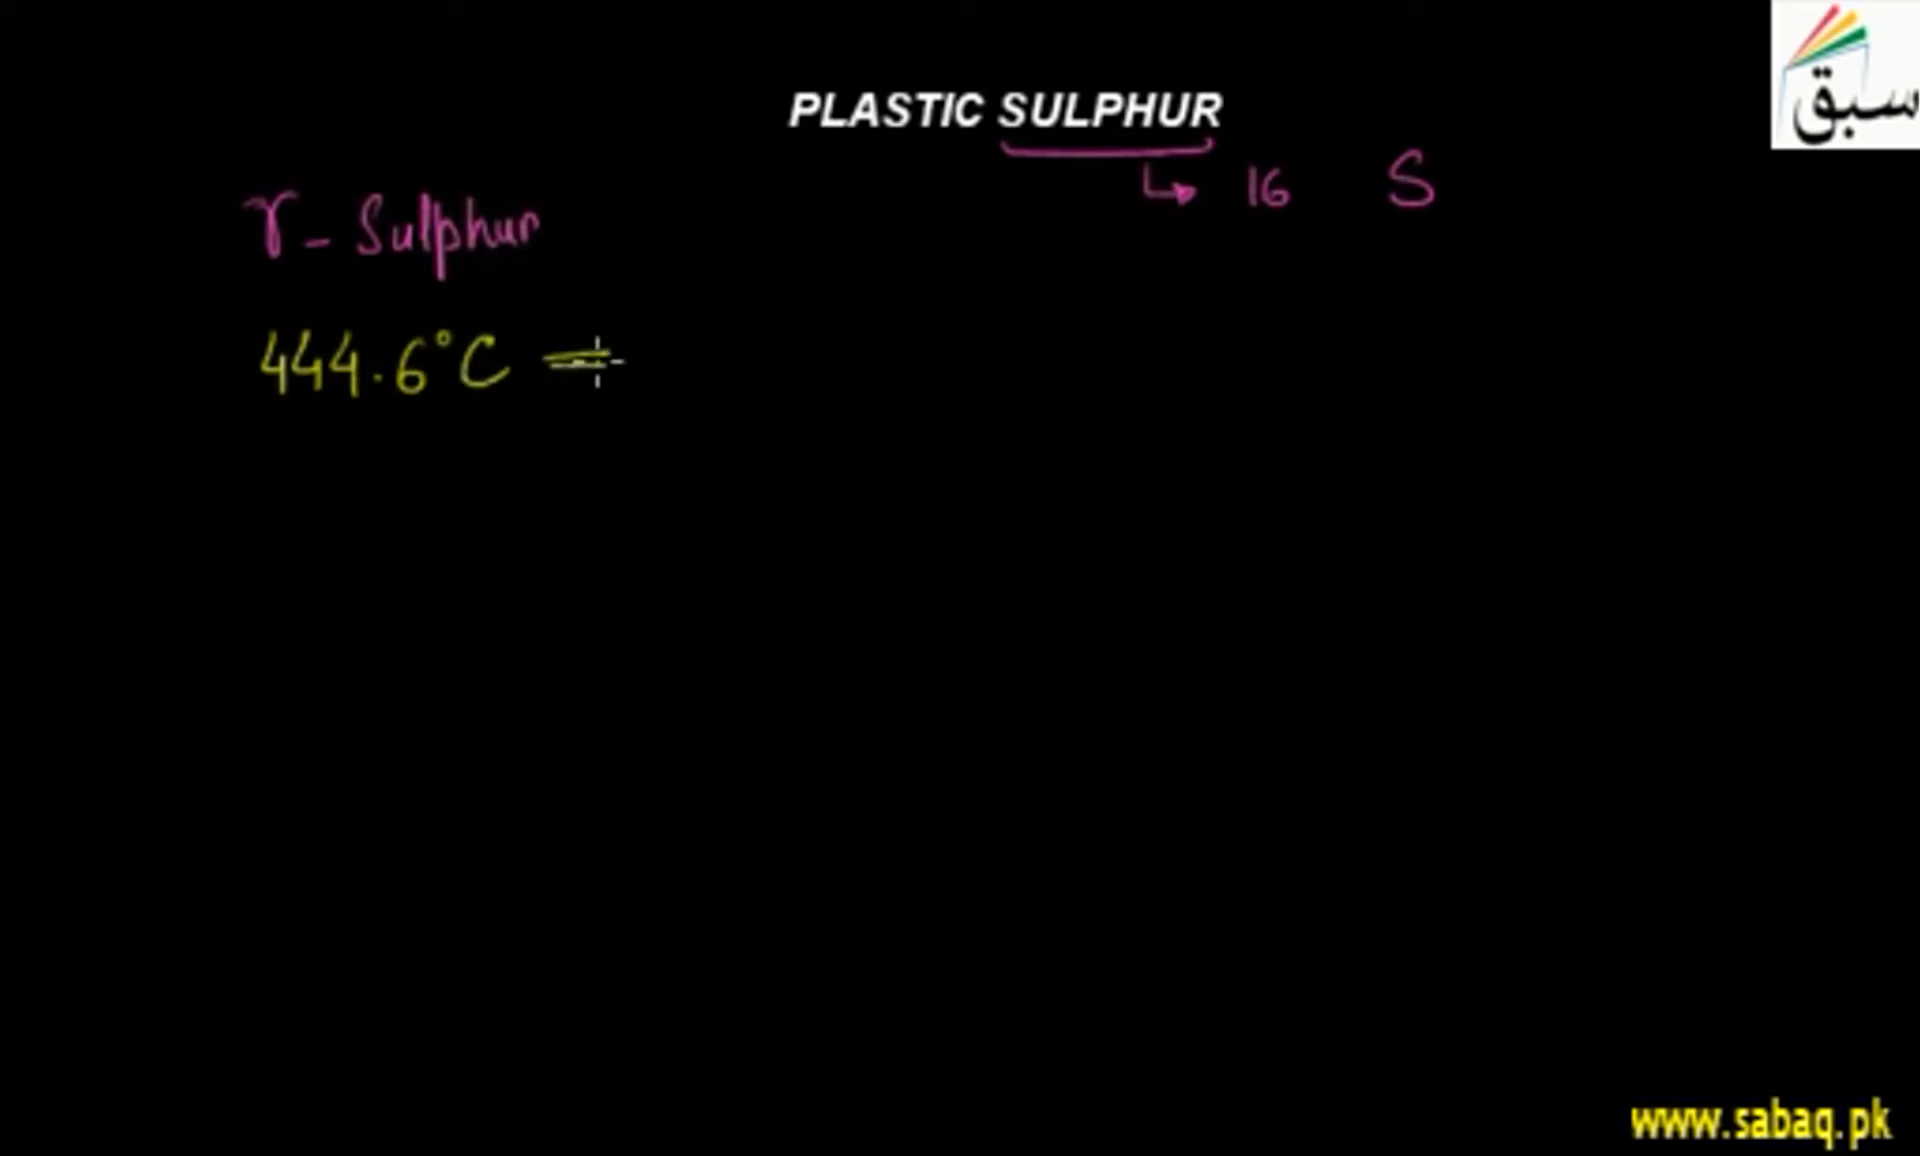 سبق
PLASTIC SULPHUR
↳ 16 S
γ - Sulphur
444.6°C =
www.sabaq.pk